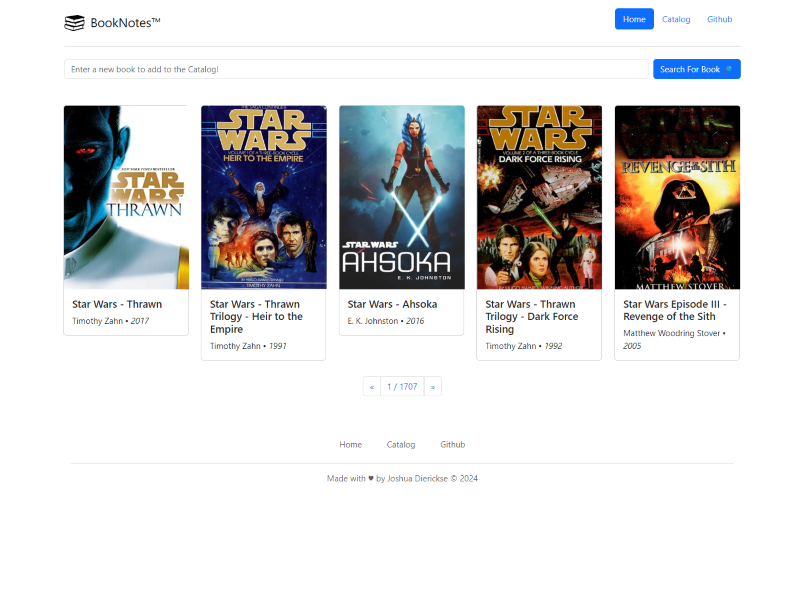 BookNotes™
Home
Catalog
Github
Enter a new book to add to the Catalog!
Search For Book
STAR
WARS
THRAWN
STAR
WARS
HEIR TO THE EMPIRE
TIMOTHY ZAHN
STAR WARS
AHSOKA
E. K. JOHNSTON
STAR
WARS
DARK FORCE RISING
REVENGE OF THE SITH
MATTHEW STOVER
Star Wars - Thrawn
Timothy Zahn • 2017
Star Wars - Thrawn
Trilogy - Heir to the
Empire
Timothy Zahn • 1991
Star Wars - Ahsoka
E. K. Johnston • 2016
Star Wars - Thrawn
Trilogy - Dark Force
Rising
Timothy Zahn • 1992
Star Wars Episode III -
Revenge of the Sith
Matthew Woodring Stover •
2005
«
1 / 1707
»
Home
Catalog
Github
Made with ♥ by Joshua Dierickse © 2024